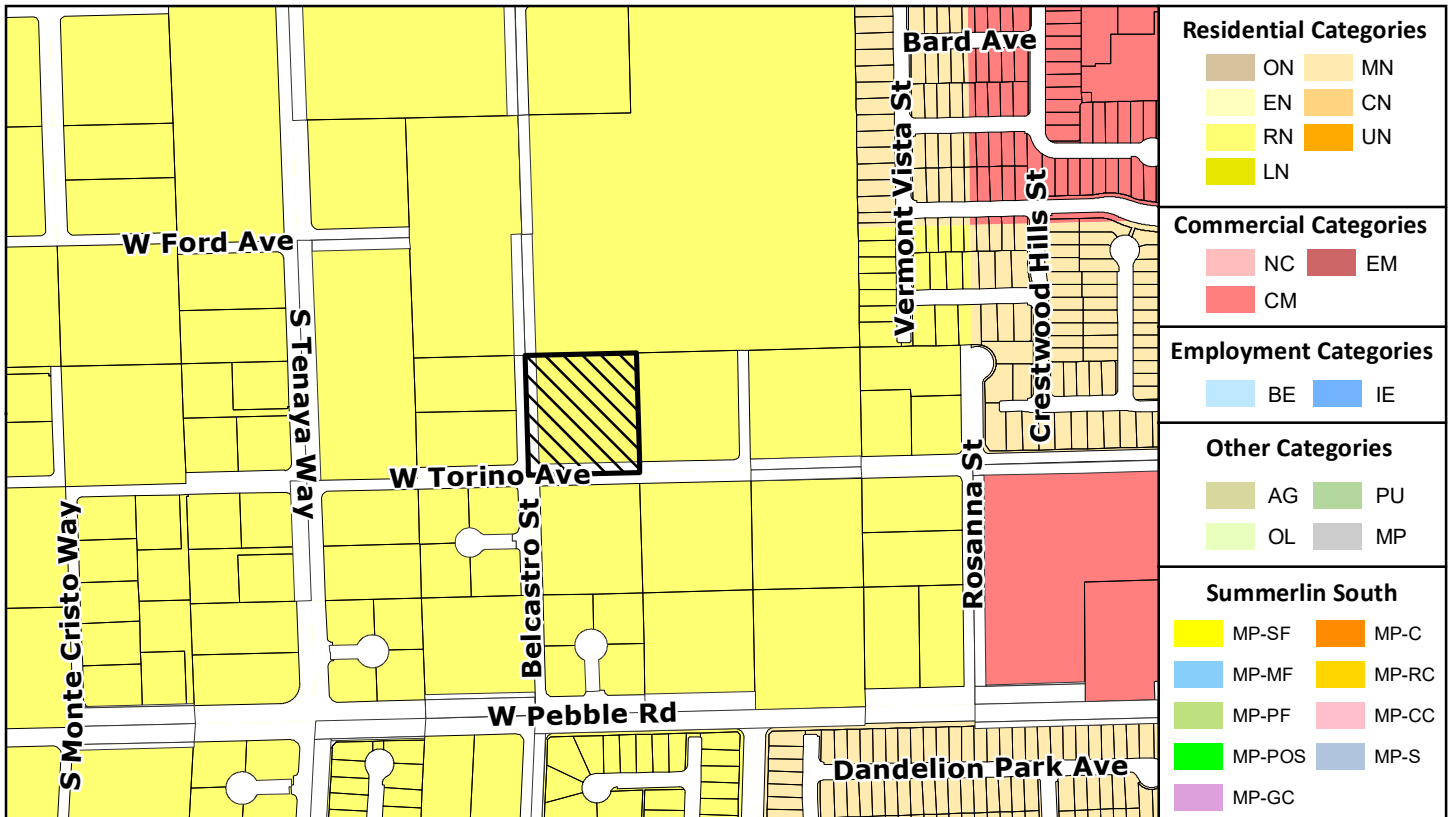 Bard Ave
Vermont Vista St
Crestwood Hills St
W Ford Ave
S Tenaya Way
W Torino Ave
Belcastro St
Rosanna St
S Monte Cristo Way
W Pebble Rd
Dandelion Park Ave
Residential Categories
ON MN
EN CN
RN UN
LN
Commercial Categories
NC EM
CM
Employment Categories
BE IE
Other Categories
AG PU
OL MP
Summerlin South
MP-SF MP-C
MP-MF MP-RC
MP-PF MP-CC
MP-POS MP-S
MP-GC